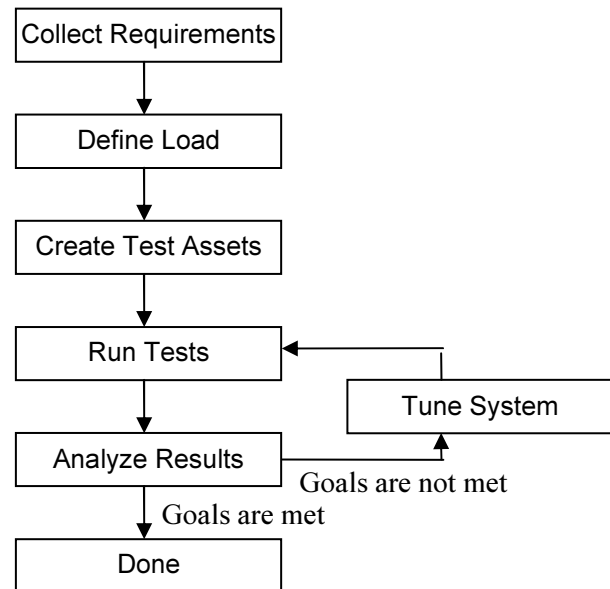 Collect Requirements
Define Load
Create Test Assets
Run Tests
Tune System
Analyze Results
Goals are not met
Goals are met
Done